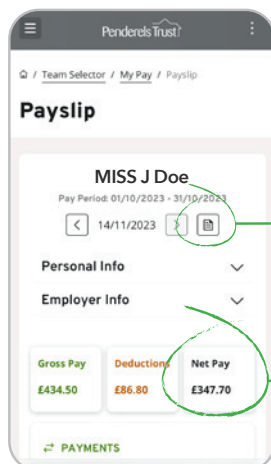 Penderels Trust
/ Team Selector / My Pay / Payslip
Payslip
MISS J Doe
Pay Period: 01/10/2023 - 31/10/2023
14/11/2023
Personal Info
Employer Info
Gross Pay Deductions Net Pay
£434.50 £86.80 £347.70
PAYMENTS